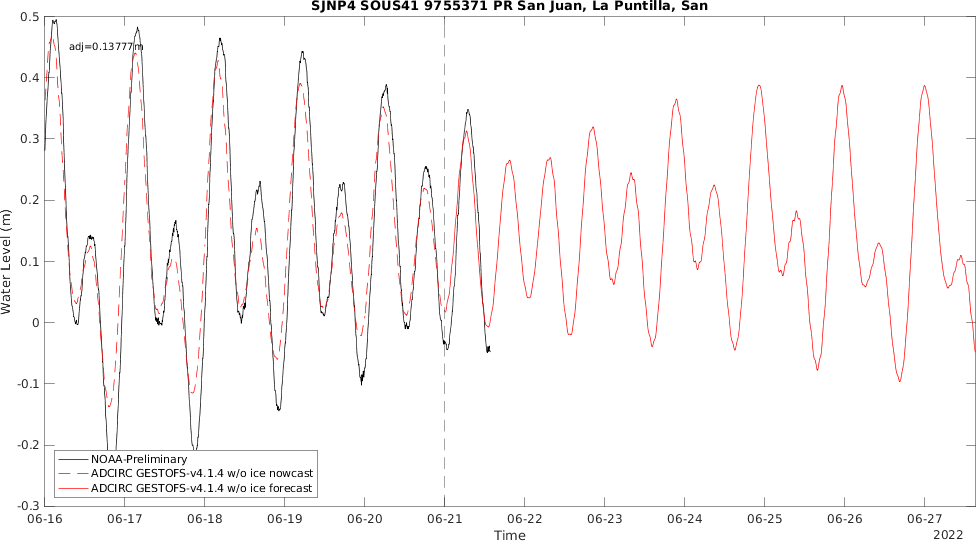 SJNP4 SOUS41 9755371 PR San Juan, La Puntilla, San
adj=0.13777m
0.5
0.4
0.3
0.2
0.1
0
-0.1
-0.2
-0.3
Water Level (m)
NOAA-Preliminary
ADCIRC GESTOFS-v4.1.4 w/o ice nowcast
ADCIRC GESTOFS-v4.1.4 w/o ice forecast
06-16 06-17 06-18 06-19 06-20 06-21 06-22 06-23 06-24 06-25 06-26 06-27
Time
2022